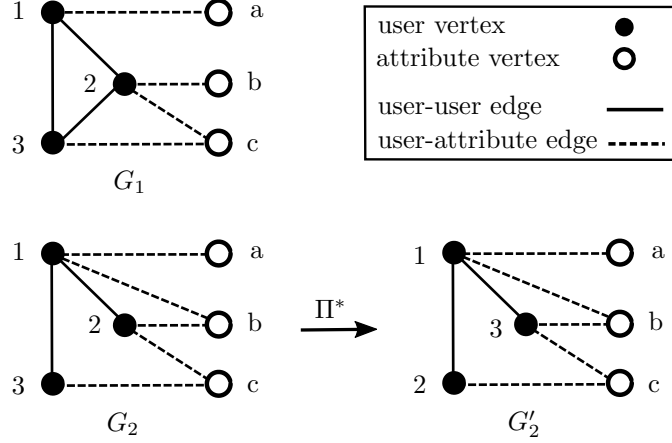 1
a
2
b
3
c
G₁
user vertex
attribute vertex
user-user edge
user-attribute edge
1
a
2
b
3
c
G₂
Π*
1
a
3
b
2
c
G₂′